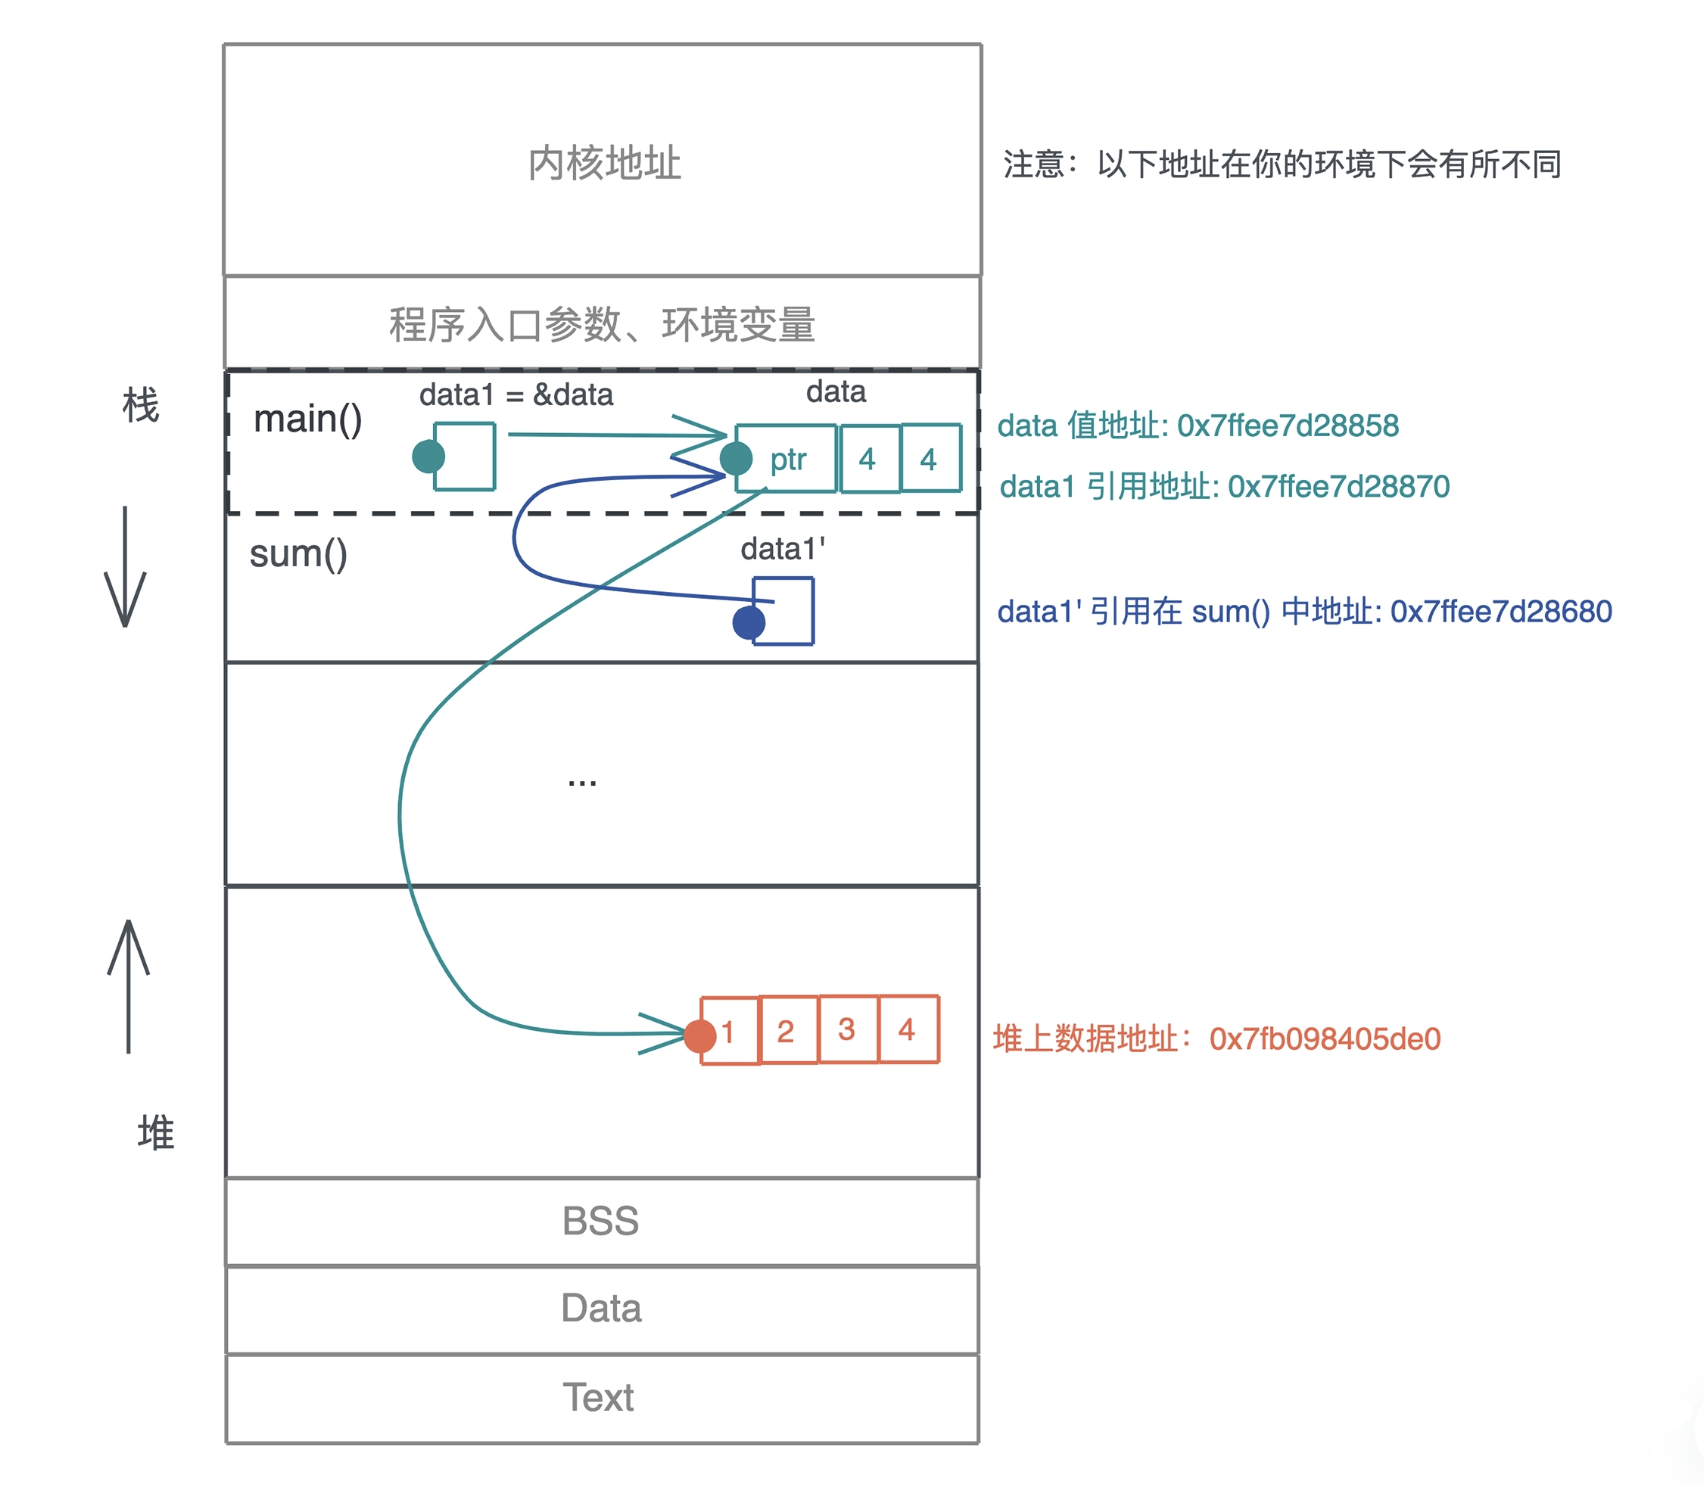 内核地址
注意：以下地址在你的环境下会有所不同
程序入口参数、环境变量
栈
main()
data1 = &data
data
ptr
4
4
data 值地址: 0x7ffee7d28858
data1 引用地址: 0x7ffee7d28870
sum()
data1'
data1' 引用在 sum() 中地址: 0x7ffee7d28680
...
1
2
3
4
堆上数据地址：0x7fb098405de0
堆
BSS
Data
Text